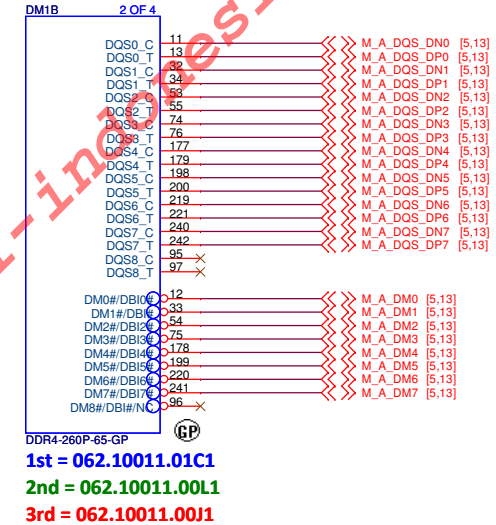 DM1B 2 OF 4
DQS0_C 11 M_A_DQS_DN0 [5,13]
DQS0_T 13 M_A_DQS_DP0 [5,13]
DQS1_C 32 M_A_DQS_DN1 [5,13]
DQS1_T 34 M_A_DQS_DP1 [5,13]
DQS2_C 53 M_A_DQS_DN2 [5,13]
DQS2_T 55 M_A_DQS_DP2 [5,13]
DQS3_C 74 M_A_DQS_DN3 [5,13]
DQS3_T 76 M_A_DQS_DP3 [5,13]
DQS4_C 177 M_A_DQS_DN4 [5,13]
DQS4_T 179 M_A_DQS_DP4 [5,13]
DQS5_C 198 M_A_DQS_DN5 [5,13]
DQS5_T 200 M_A_DQS_DP5 [5,13]
DQS6_C 219 M_A_DQS_DN6 [5,13]
DQS6_T 221 M_A_DQS_DP6 [5,13]
DQS7_C 240 M_A_DQS_DN7 [5,13]
DQS7_T 242 M_A_DQS_DP7 [5,13]
DQS8_C 95
DQS8_T 97
DM0#/DBI0# 12 M_A_DM0 [5,13]
DM1#/DBI# 33 M_A_DM1 [5,13]
DM2#/DBI2# 54 M_A_DM2 [5,13]
DM3#/DBI3# 75 M_A_DM3 [5,13]
DM4#/DBI4# 178 M_A_DM4 [5,13]
DM5#/DBI5# 199 M_A_DM5 [5,13]
DM6#/DBI6# 220 M_A_DM6 [5,13]
DM7#/DBI7# 241 M_A_DM7 [5,13]
DM8#/DBI#/NC 96
GP
DDR4-260P-65-GP
1st = 062.10011.01C1
2nd = 062.10011.00L1
3rd = 062.10011.00J1
-indones